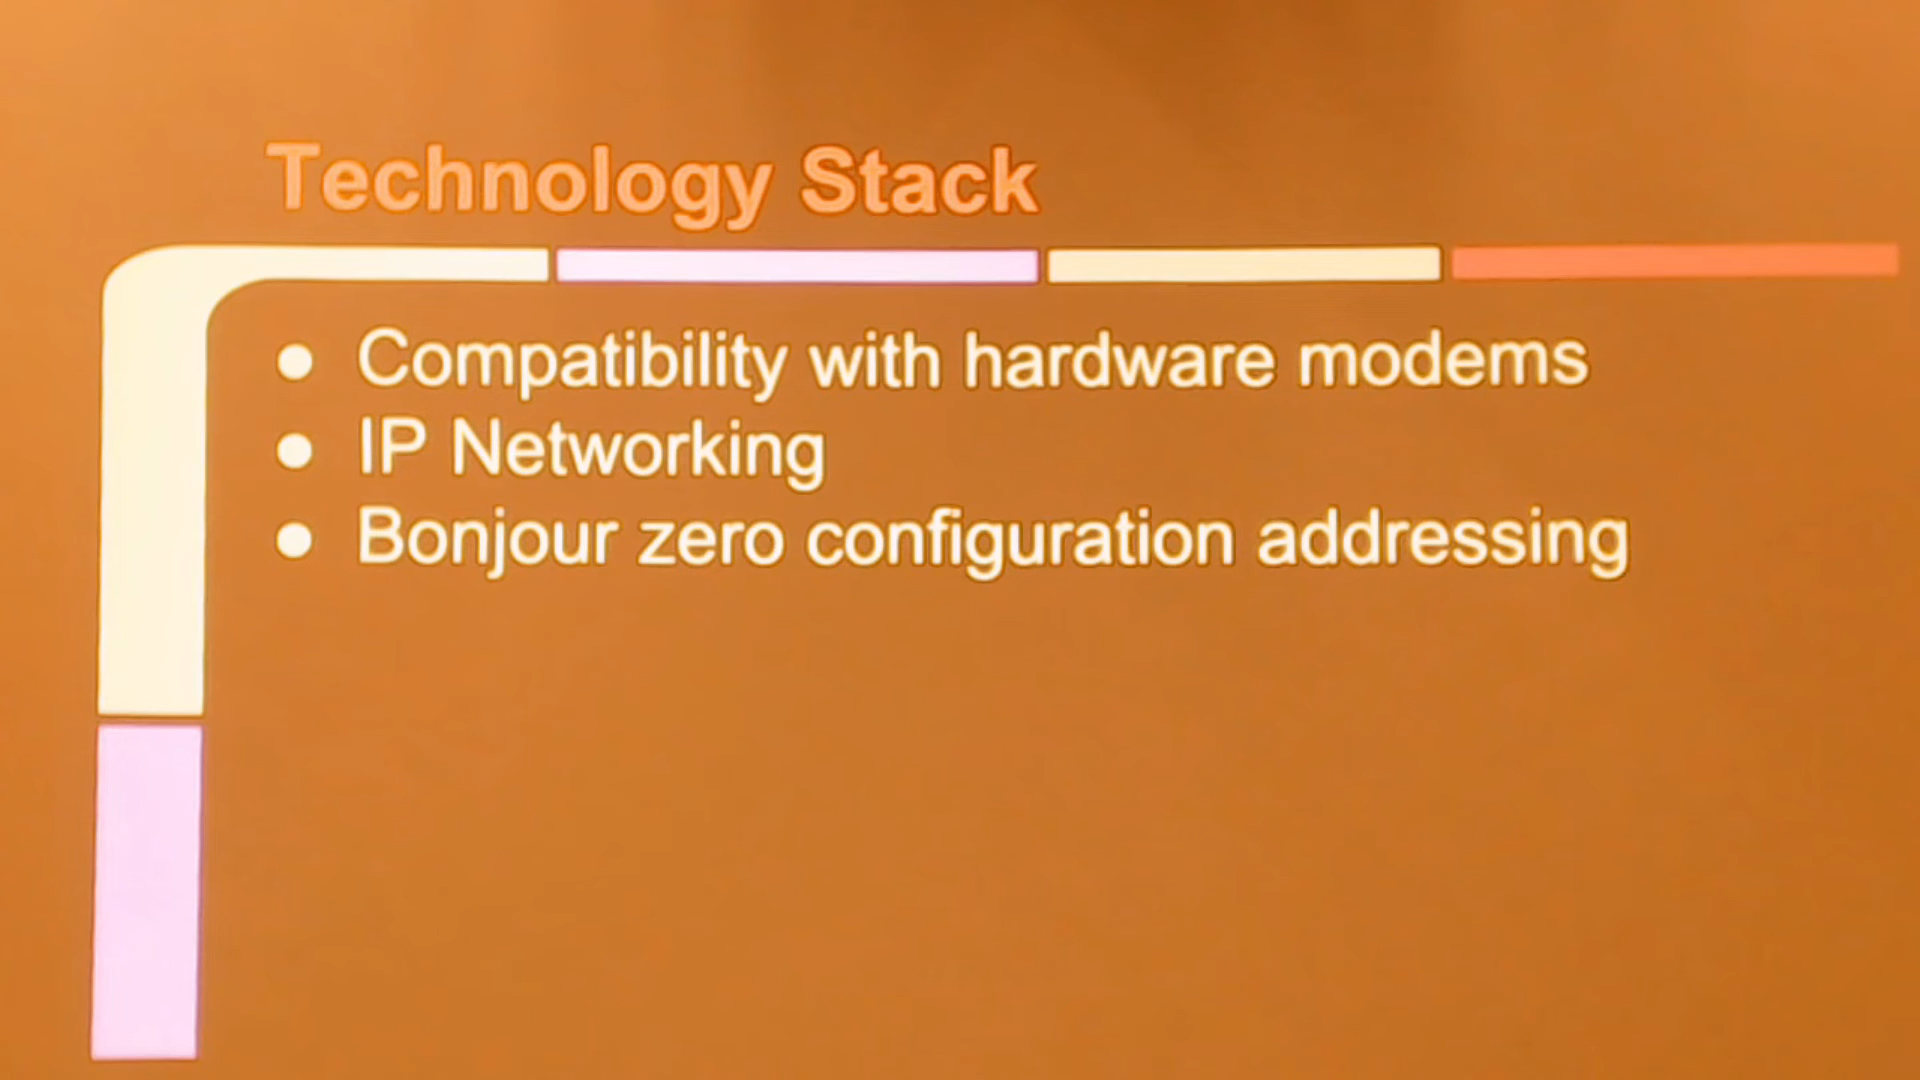 Technology Stack
● Compatibility with hardware modems
● IP Networking
● Bonjour zero configuration addressing